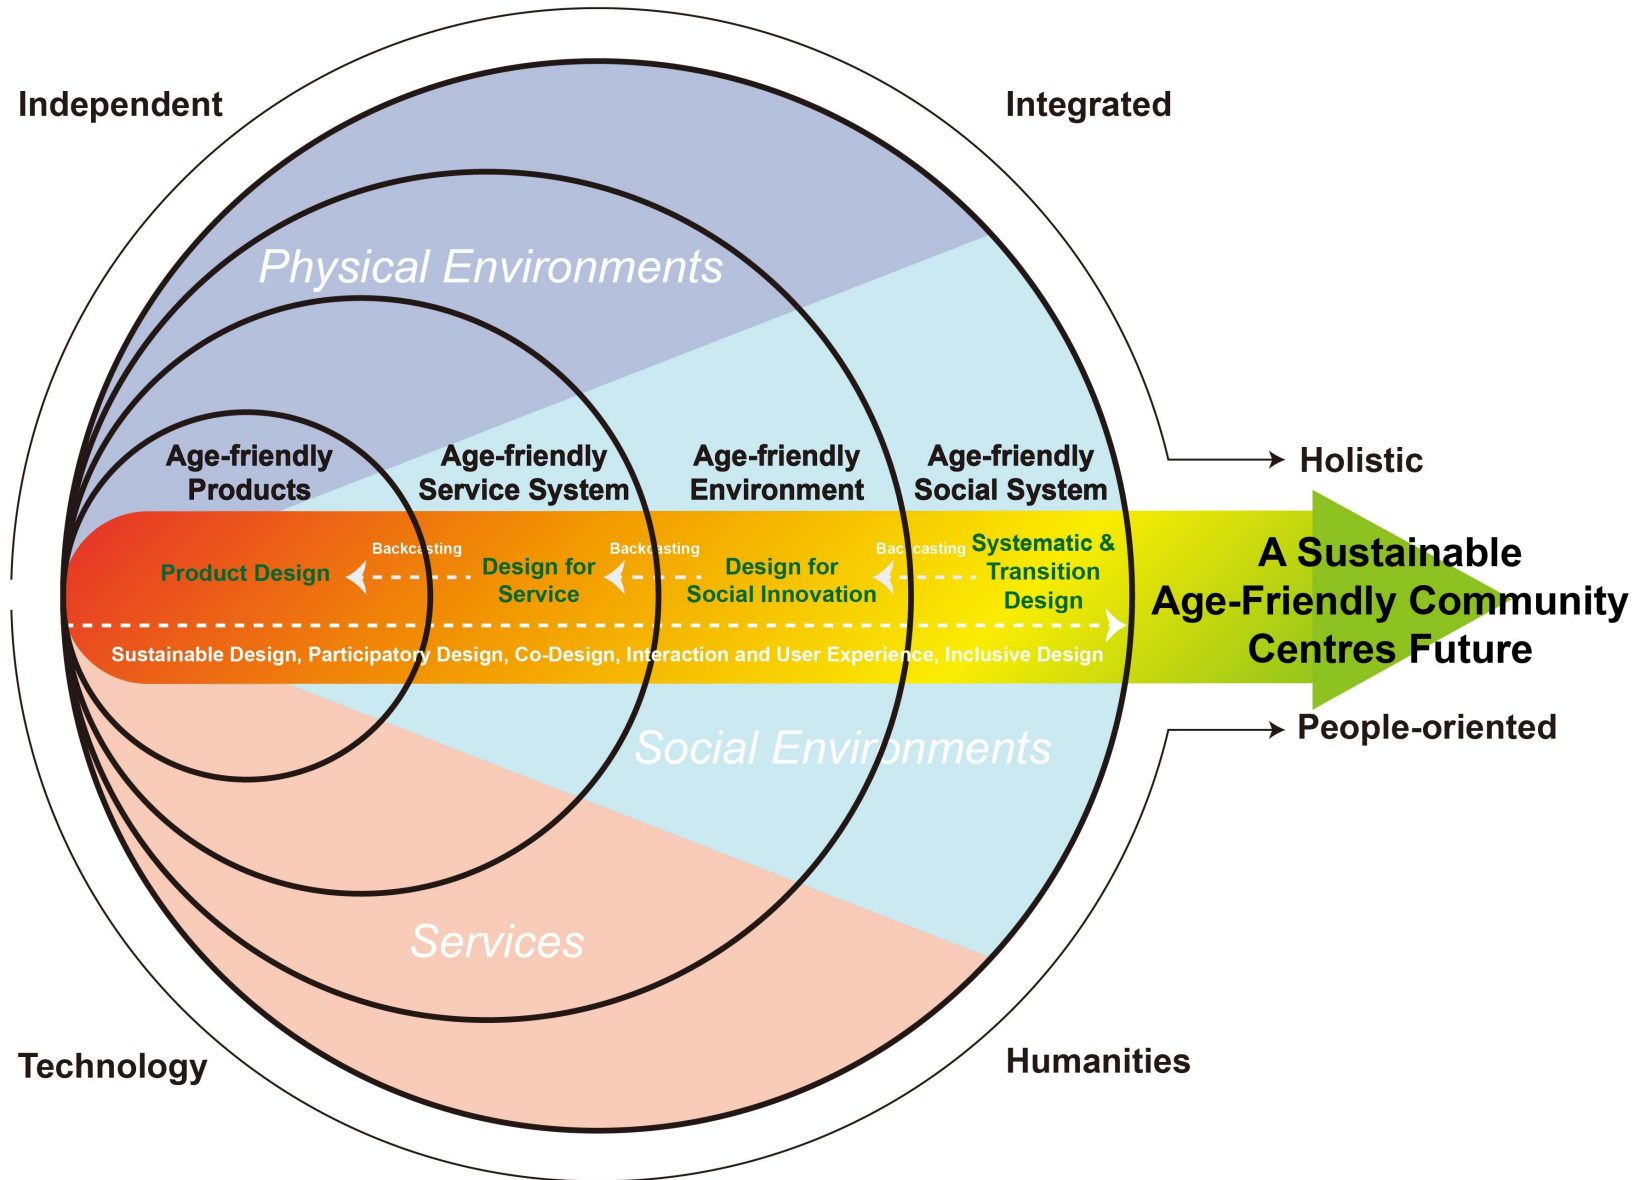 Independent
Integrated
Physical Environments
Age-friendly
Products
Age-friendly
Service System
Age-friendly
Environment
Age-friendly
Social System
Holistic
Backcasting
Backcasting
Backcasting
Product Design
Design for
Service
Design for
Social Innovation
Systematic &
Transition
Design
A Sustainable
Age-Friendly Community
Centres Future
Sustainable Design, Participatory Design, Co-Design, Interaction and User Experience, Inclusive Design
People-oriented
Social Environments
Services
Technology
Humanities